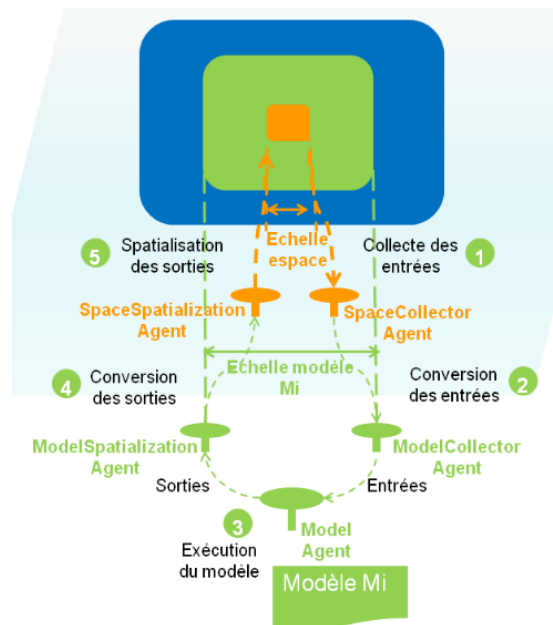 Echelle
espace
5
Spatialisation
des sorties
Collecte des
entrées
1
SpaceSpatialization
Agent
SpaceCollector
Agent
Echelle modèle
Mi
4
Conversion
des sorties
Conversion
des entrées
2
ModelSpatialization
Agent
ModelCollector
Agent
Sorties
Entrées
3
Model
Agent
Exécution
du modèle
Modèle Mi